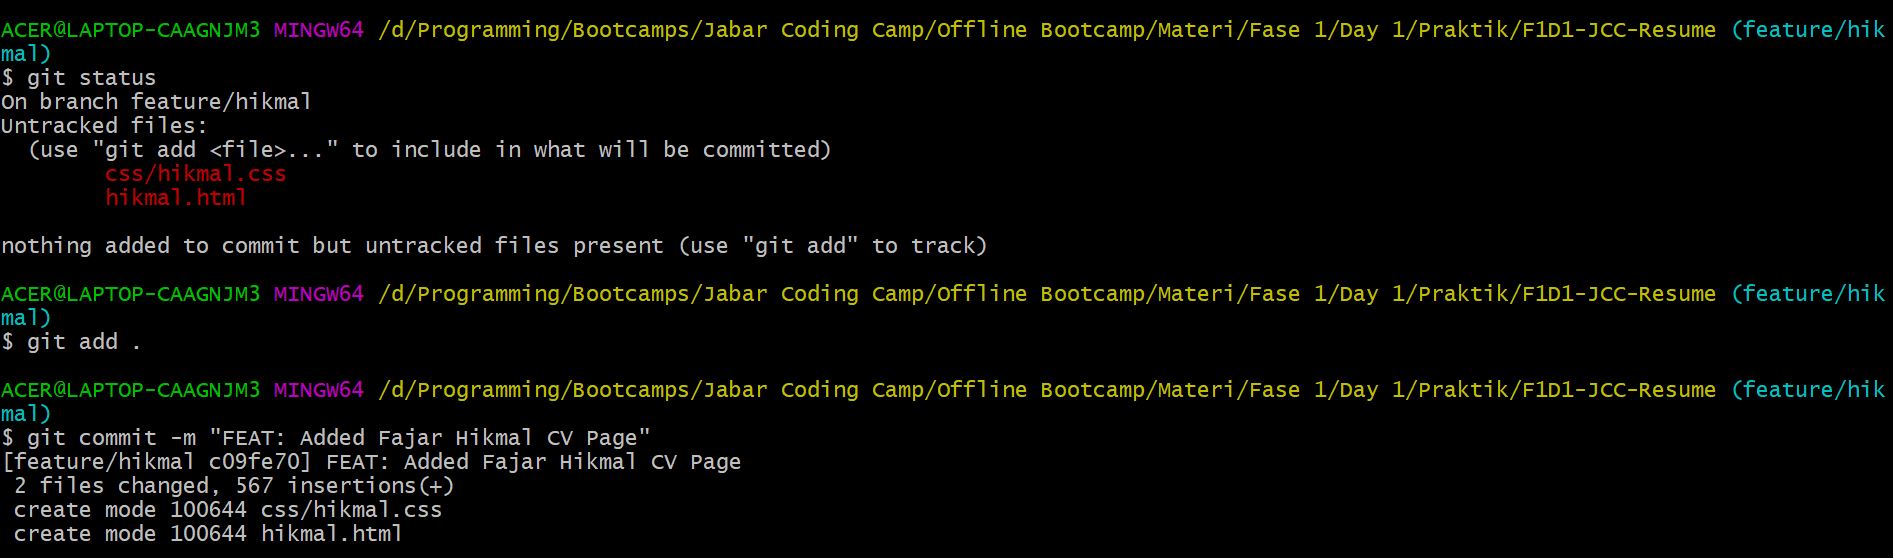 ACER@LAPTOP-CAAGNJM3 MINGW64 /d/Programming/Bootcamps/Jabar Coding Camp/Offline Bootcamp/Materi/Fase 1/Day 1/Praktik/F1D1-JCC-Resume (feature/hik
mal)
$ git status
On branch feature/hikmal
Untracked files:
  (use "git add <file>..." to include in what will be committed)
        css/hikmal.css
        hikmal.html

nothing added to commit but untracked files present (use "git add" to track)

ACER@LAPTOP-CAAGNJM3 MINGW64 /d/Programming/Bootcamps/Jabar Coding Camp/Offline Bootcamp/Materi/Fase 1/Day 1/Praktik/F1D1-JCC-Resume (feature/hik
mal)
$ git add .

ACER@LAPTOP-CAAGNJM3 MINGW64 /d/Programming/Bootcamps/Jabar Coding Camp/Offline Bootcamp/Materi/Fase 1/Day 1/Praktik/F1D1-JCC-Resume (feature/hik
mal)
$ git commit -m "FEAT: Added Fajar Hikmal CV Page"
[feature/hikmal c09fe70] FEAT: Added Fajar Hikmal CV Page
 2 files changed, 567 insertions(+)
 create mode 100644 css/hikmal.css
 create mode 100644 hikmal.html